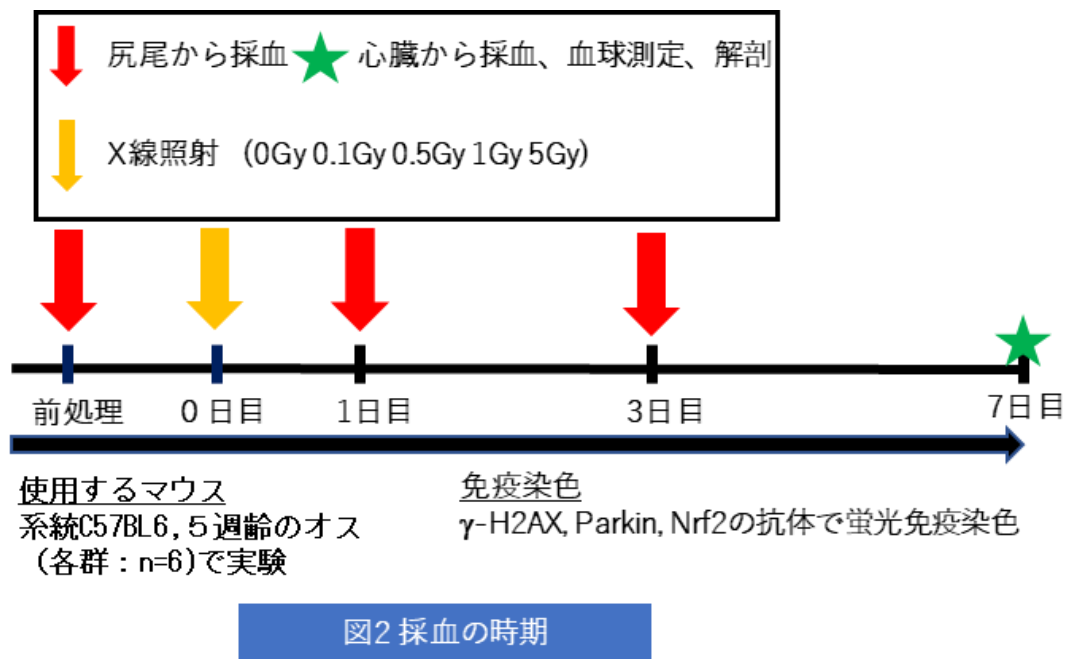 尻尾から採血 心臓から採血、血球測定、解剖
X線照射 (0Gy 0.1Gy 0.5Gy 1Gy 5Gy)
前処理 0日目 1日目 3日目 7日目
使用するマウス
系統C57BL6,５週齢のオス
(各群：n=6)で実験
免疫染色
γ-H2AX, Parkin, Nrf2の抗体で蛍光免疫染色
図2 採血の時期